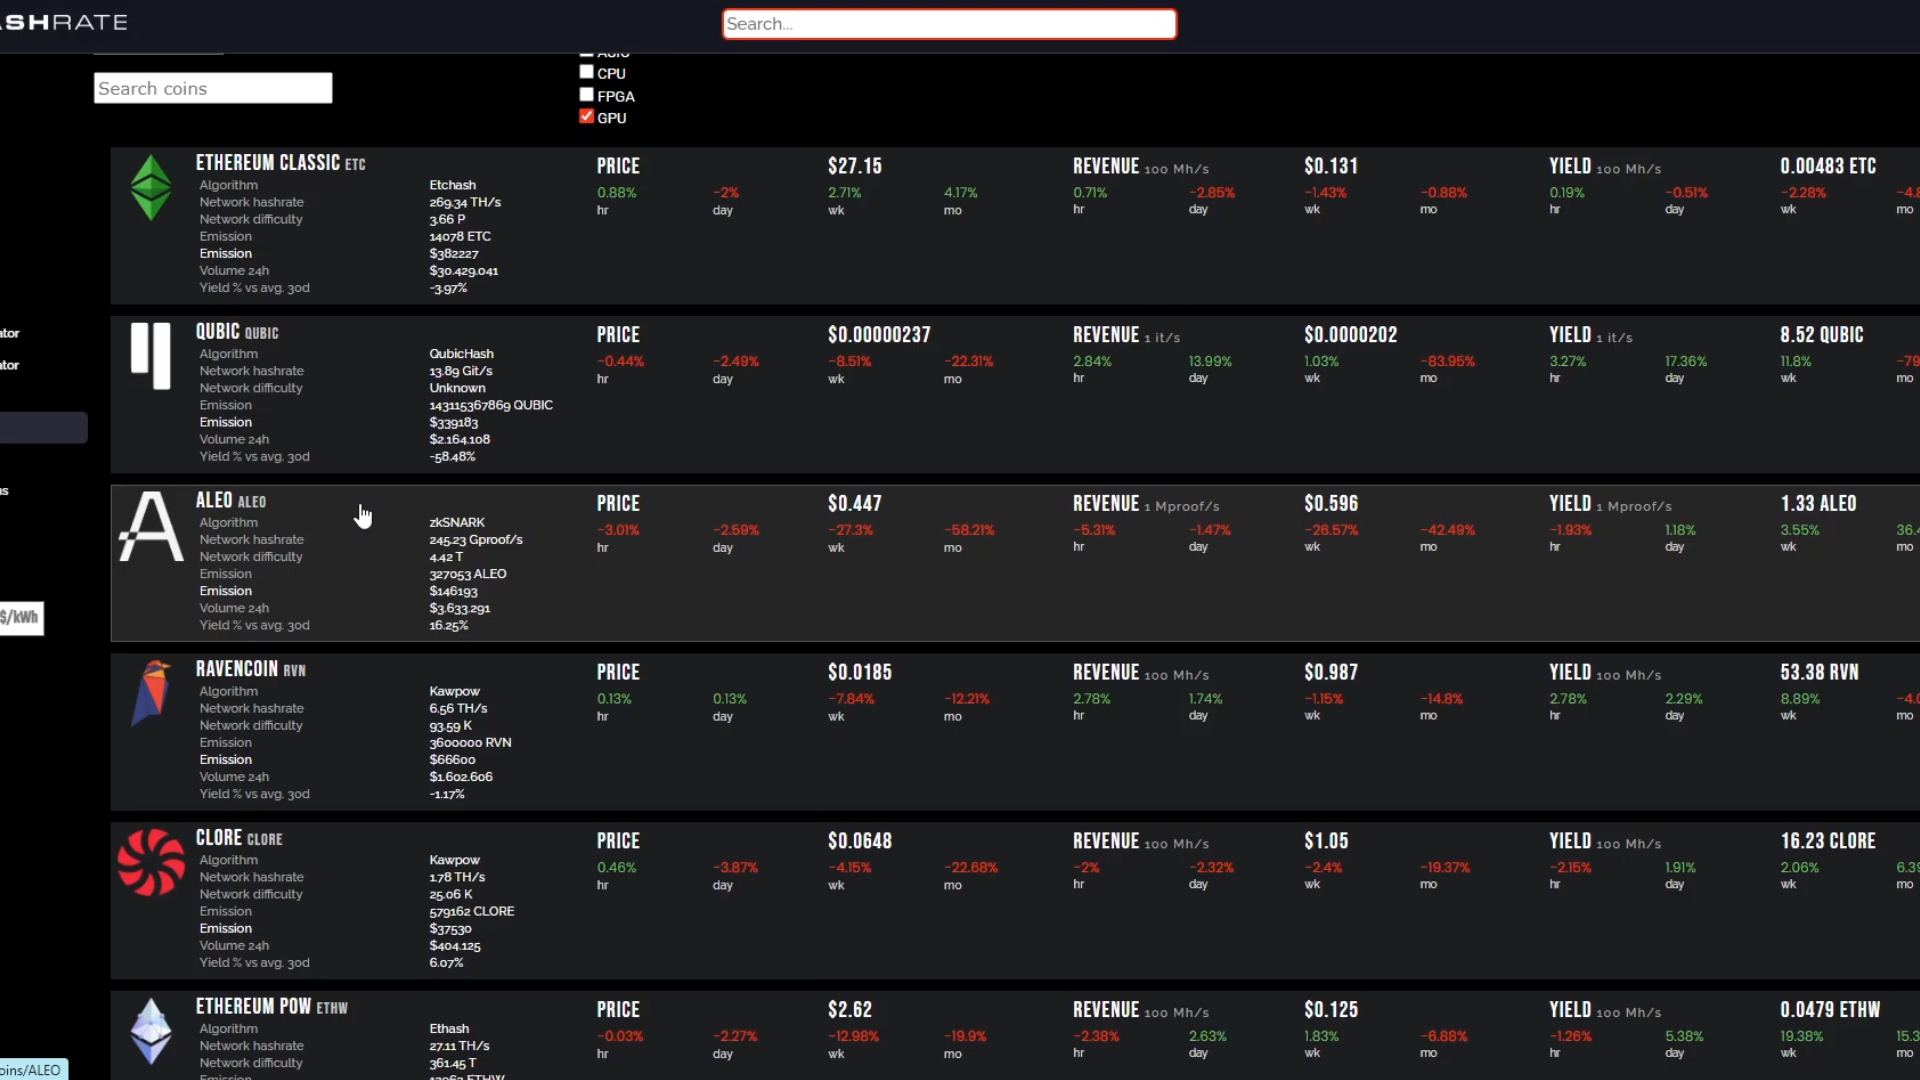 SHRATE
Search...
Search coins
CPU
FPGA
GPU
ETHEREUM CLASSIC ETC
PRICE $27.15 REVENUE 100 Mh/s $0.131 YIELD 100 Mh/s 0.00483 ETC
Algorithm Etchash 0.88% -2% 2.71% 4.17% 0.71% -2.85% -1.43% -0.88% 0.19% -0.51% -2.28% -4.8
Network hashrate 269.34 TH/s hr day wk mo hr day wk mo hr day wk mo
Network difficulty 3.66 P
Emission 14078 ETC
Emission $382227
Volume 24h $30.429.041
Yield % vs avg. 30d -3.97%
QUBIC QUBIC
PRICE $0.00000237 REVENUE 1 it/s $0.0000202 YIELD 1 it/s 8.52 QUBIC
Algorithm QubicHash -0.44% -2.49% -8.51% -22.31% 2.84% 13.99% 1.03% -83.95% 3.27% 17.36% 11.8% -79
Network hashrate 13.89 Git/s hr day wk mo hr day wk mo hr day wk mo
Network difficulty Unknown
Emission 143115367869 QUBIC
Emission $339183
Volume 24h $2.164.108
Yield % vs avg. 30d -58.48%
ator
ator
ALEO ALEO
PRICE $0.447 REVENUE 1 Mproof/s $0.596 YIELD 1 Mproof/s 1.33 ALEO
Algorithm zkSNARK -3.01% -2.59% -27.3% -58.21% -5.31% -1.47% -26.57% -42.49% -1.93% 1.18% 3.55% 36.4
Network hashrate 245.23 Gproof/s hr day wk mo hr day wk mo hr day wk mo
Network difficulty 4.42 T
Emission 327053 ALEO
Emission $146193
Volume 24h $3.633.291
Yield % vs avg. 30d 16.25%
s
$/kWh
RAVENCOIN RVN
PRICE $0.0185 REVENUE 100 Mh/s $0.987 YIELD 100 Mh/s 53.38 RVN
Algorithm Kawpow 0.13% 0.13% -7.84% -12.21% 2.78% 1.74% -1.15% -14.8% 2.78% 2.29% 8.89% -4.0
Network hashrate 6.56 TH/s hr day wk mo hr day wk mo hr day wk mo
Network difficulty 93.59 K
Emission 3600000 RVN
Emission $66600
Volume 24h $1.602.606
Yield % vs avg. 30d -1.17%
CLORE CLORE
PRICE $0.0648 REVENUE 100 Mh/s $1.05 YIELD 100 Mh/s 16.23 CLORE
Algorithm Kawpow 0.46% -3.87% -4.15% -22.68% -2% -2.32% -2.4% -19.37% -2.15% 1.91% 2.06% 6.39
Network hashrate 1.78 TH/s hr day wk mo hr day wk mo hr day wk mo
Network difficulty 25.06 K
Emission 579162 CLORE
Emission $37530
Volume 24h $404.125
Yield % vs avg. 30d 6.07%
ETHEREUM POW ETHW
PRICE $2.62 REVENUE 100 Mh/s $0.125 YIELD 100 Mh/s 0.0479 ETHW
Algorithm Ethash -0.03% -2.27% -12.98% -19.9% -2.38% 2.63% 1.83% -6.88% -1.26% 5.38% 19.38% 15.3
Network hashrate 27.11 TH/s hr day wk mo hr day wk mo hr day wk mo
Network difficulty 361.45 T
oins/ALEO